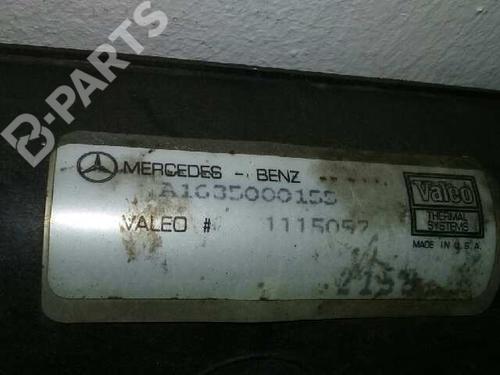 B-PARTS
MERCEDES - BENZ
A1635000155
VALEO # 1115057
Valeo
THERMAL
SYSTEMS
MADE IN U.S.A.